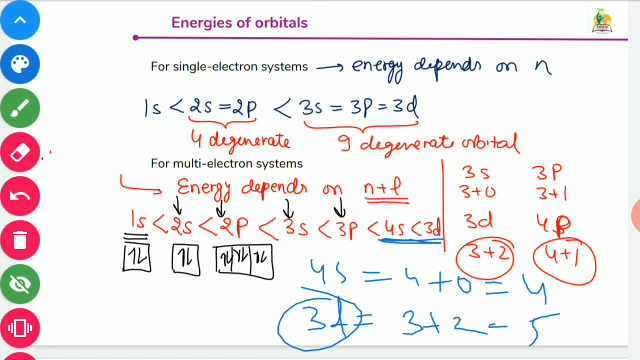 Energies of orbitals
For single-electron systems → energy depends on n
1s < 2s = 2p < 3s = 3p = 3d
4 degenerate 9 degenerate orbital
For multi-electron systems
Energy depends on n+l
1s < 2s < 2p < 3s < 3p < 4s < 3d
3s 3p
3+0 3+1
3d 4p
3+2 4+1
4s = 4+0 = 4
3d = 3+2 = 5